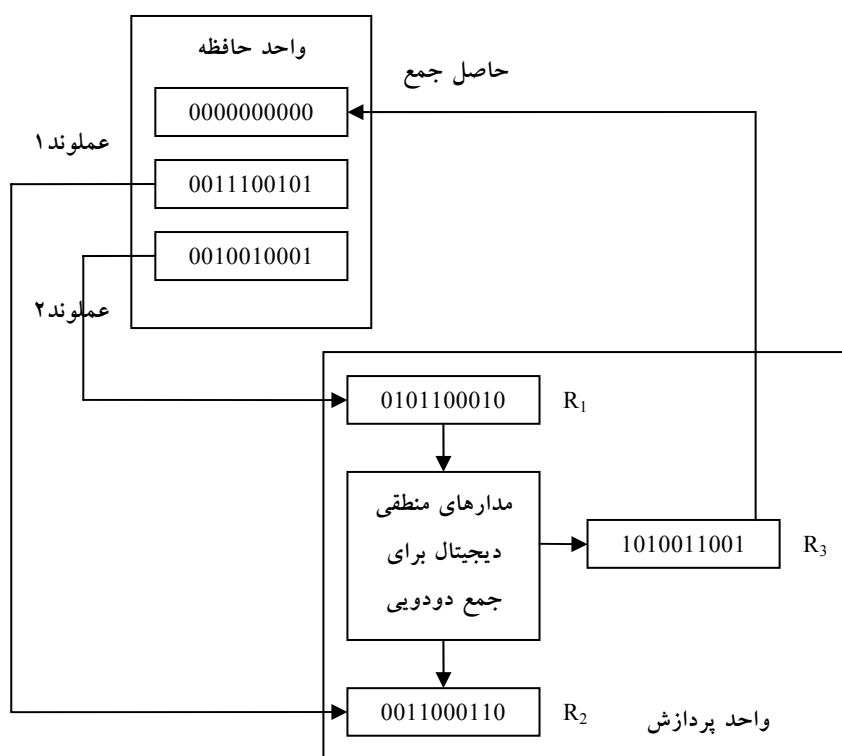 واحد حافظه
حاصل جمع
0000000000
عملوند۱
0011100101
0010010001
عملوند۲
0101100010 R₁
مدارهای منطقی
دیجیتال برای
جمع دودویی
1010011001 R₃
0011000110 R₂
واحد پردازش